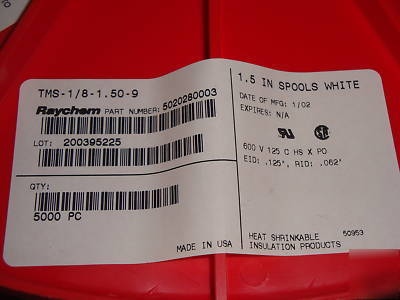 TMS-1/8-1.50-9
Raychem PART NUMBER: 5020280003
LOT: 200395225
QTY:
5000 PC
MADE IN USA
1.5 IN SPOOLS WHITE
DATE OF MFG: 1/02
EXPIRES: N/A
600 V 125 C HS X PO
EID: .125", RID: .062'
HEAT SHRINKABLE 50953
INSULATION PRODUCTS